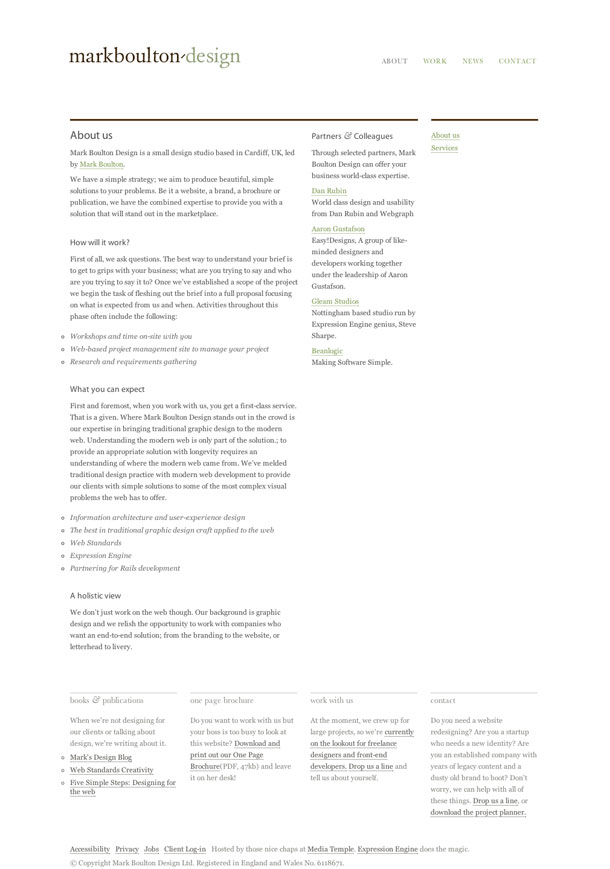 markboulton design
ABOUT WORK NEWS CONTACT
About us
Mark Boulton Design is a small design studio based in Cardiff, UK, led
by Mark Boulton.
We have a simple strategy; we aim to produce beautiful, simple
solutions to your problems. Be it a website, a brand, a brochure or
publication, we have the combined expertise to provide you with a
solution that will stand out in the marketplace.
How will it work?
First of all, we ask questions. The best way to understand your brief is
to get to grips with your business; what are you trying to say and who
are you trying to say it to? Once we've established a scope of the project
we begin the task of fleshing out the brief into a full proposal focusing
on what is expected from us and when. Activities throughout this
phase often include the following:
Workshops and time on-site with you
Web-based project management site to manage your project
Research and requirements gathering
What you can expect
First and foremost, when you work with us, you get a first-class service.
That is a given. Where Mark Boulton Design stands out in the crowd is
our expertise in bringing traditional graphic design to the modern
web. Understanding the modern web is only part of the solution.; to
provide an appropriate solution with longevity requires an
understanding of where the modern web came from. We've melded
traditional design practice with modern web development to provide
our clients with simple solutions to some of the most complex visual
problems the web has to offer.
Information architecture and user-experience design
The best in traditional graphic design craft applied to the web
Web Standards
Expression Engine
Partnering for Rails development
A holistic view
We don't just work on the web though. Our background is graphic
design and we relish the opportunity to work with companies who
want an end-to-end solution; from the branding to the website, or
letterhead to livery.
Partners & Colleagues
Through selected partners, Mark
Boulton Design can offer your
business world-class expertise.
Dan Rubin
World class design and usability
from Dan Rubin and Webgraph
Aaron Gustafson
Easy!Designs, A group of like-
minded designers and
developers working together
under the leadership of Aaron
Gustafson.
Gleam Studios
Nottingham based studio run by
Expression Engine genius, Steve
Sharpe.
Beanlogic
Making Software Simple.
About us
Services
books & publications
When we're not designing for
our clients or talking about
design, we're writing about it.
Mark's Design Blog
Web Standards Creativity
Five Simple Steps: Designing for
the web
one page brochure
Do you want to work with us but
your boss is too busy to look at
this website? Download and
print out our One Page
Brochure(PDF, 47kb) and leave
it on her desk!
work with us
At the moment, we crew up for
large projects, so we're currently
on the lookout for freelance
designers and front-end
developers. Drop us a line and
tell us about yourself.
contact
Do you need a website
redesigning? Are you a startup
who needs a new identity? Are
you an established company with
years of legacy content and a
dusty old brand to boot? Don't
worry, we can help with all of
these things. Drop us a line, or
download the project planner.
Accessibility Privacy Jobs Client Log-in Hosted by those nice chaps at Media Temple. Expression Engine does the magic.
© Copyright Mark Boulton Design Ltd. Registered in England and Wales No. 6118671.